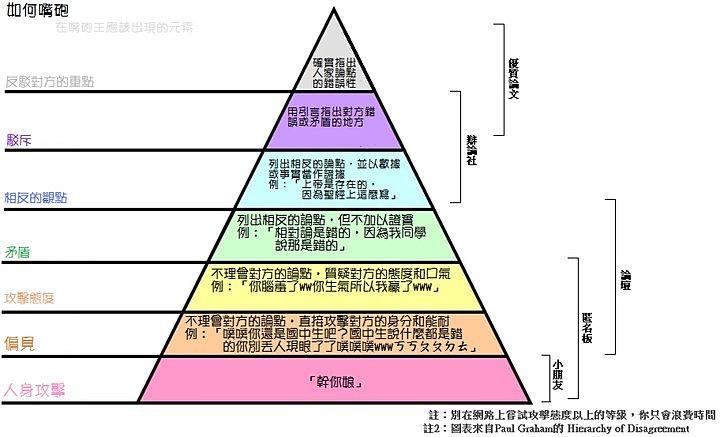 如何嘴砲
在嘴砲王應該出現的元素
確實指出
人家論點
的錯誤性
反駁對方的重點
優質論文
用引言指出對方錯
誤或矛盾的地方
駁斥
辯論社
列出相反的論點，並以數據
或事實當作證據
例：「上帝是存在的，
因為聖經上這麼寫」
相反的觀點
列出相反的論點，但不加以證實
例：「相對論是錯的，因為我同學
說那是錯的」
矛盾
論壇
不理會對方的論點，質疑對方的態度和口氣
例：「你腦羞了ww你生氣所以我贏了www」
攻擊態度
匿名板
不理會對方的論點，直接攻擊對方的身分和能耐
例：「噗噗你還是國中生吧？國中生說什麼都是錯
的你別丟人現眼了了噗噗噗www丂丂ㄆㄆㄉㄊ」
偏見
小朋友
「幹你娘」
人身攻擊
註：別在網路上嘗試攻擊態度以上的等級，你只會浪費時間
註2：圖表來自Paul Graham的 Hierarchy of Disagreement